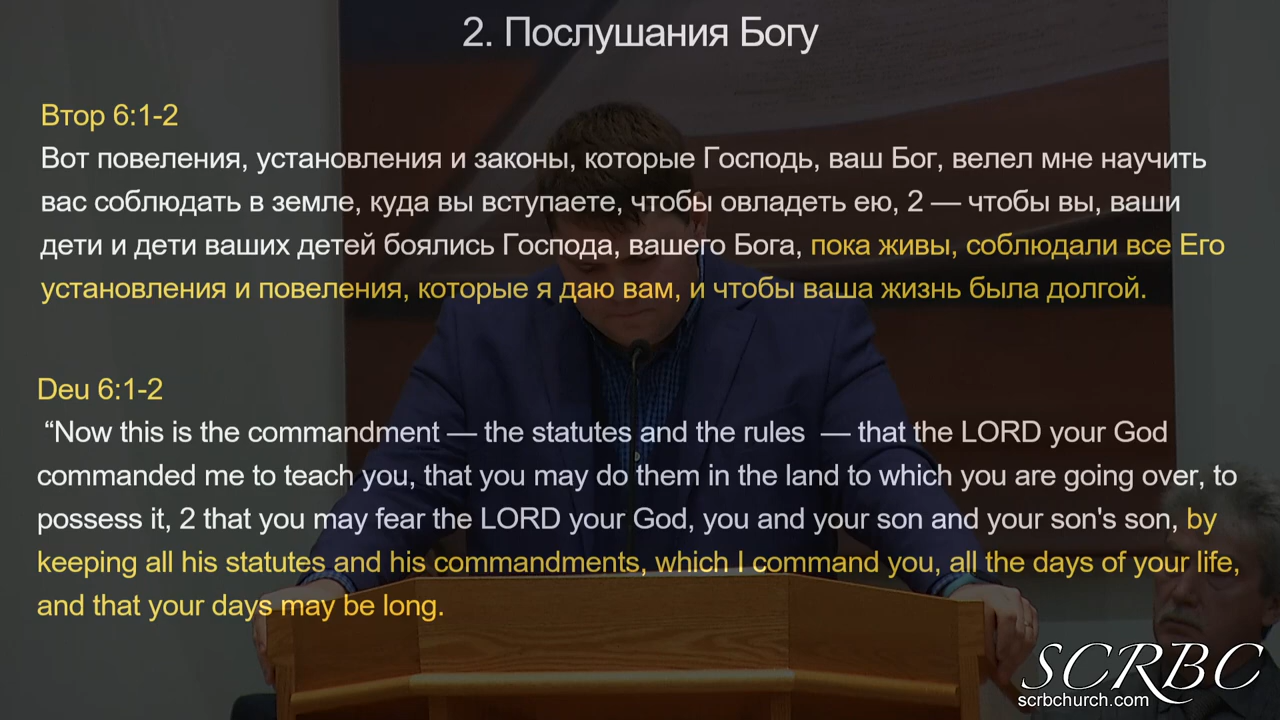 2. Послушания Богу
Втор 6:1-2
Вот повеления, установления и законы, которые Господь, ваш Бог, велел мне научить
вас соблюдать в земле, куда вы вступаете, чтобы овладеть ею, 2 — чтобы вы, ваши
дети и дети ваших детей боялись Господа, вашего Бога, пока живы, соблюдали все Его
установления и повеления, которые я даю вам, и чтобы ваша жизнь была долгой.
Deu 6:1-2
“Now this is the commandment — the statutes and the rules — that the LORD your God
commanded me to teach you, that you may do them in the land to which you are going over, to
possess it, 2 that you may fear the LORD your God, you and your son and your son's son, by
keeping all his statutes and his commandments, which I command you, all the days of your life,
and that your days may be long.
SCRBC
scrbchurch.com